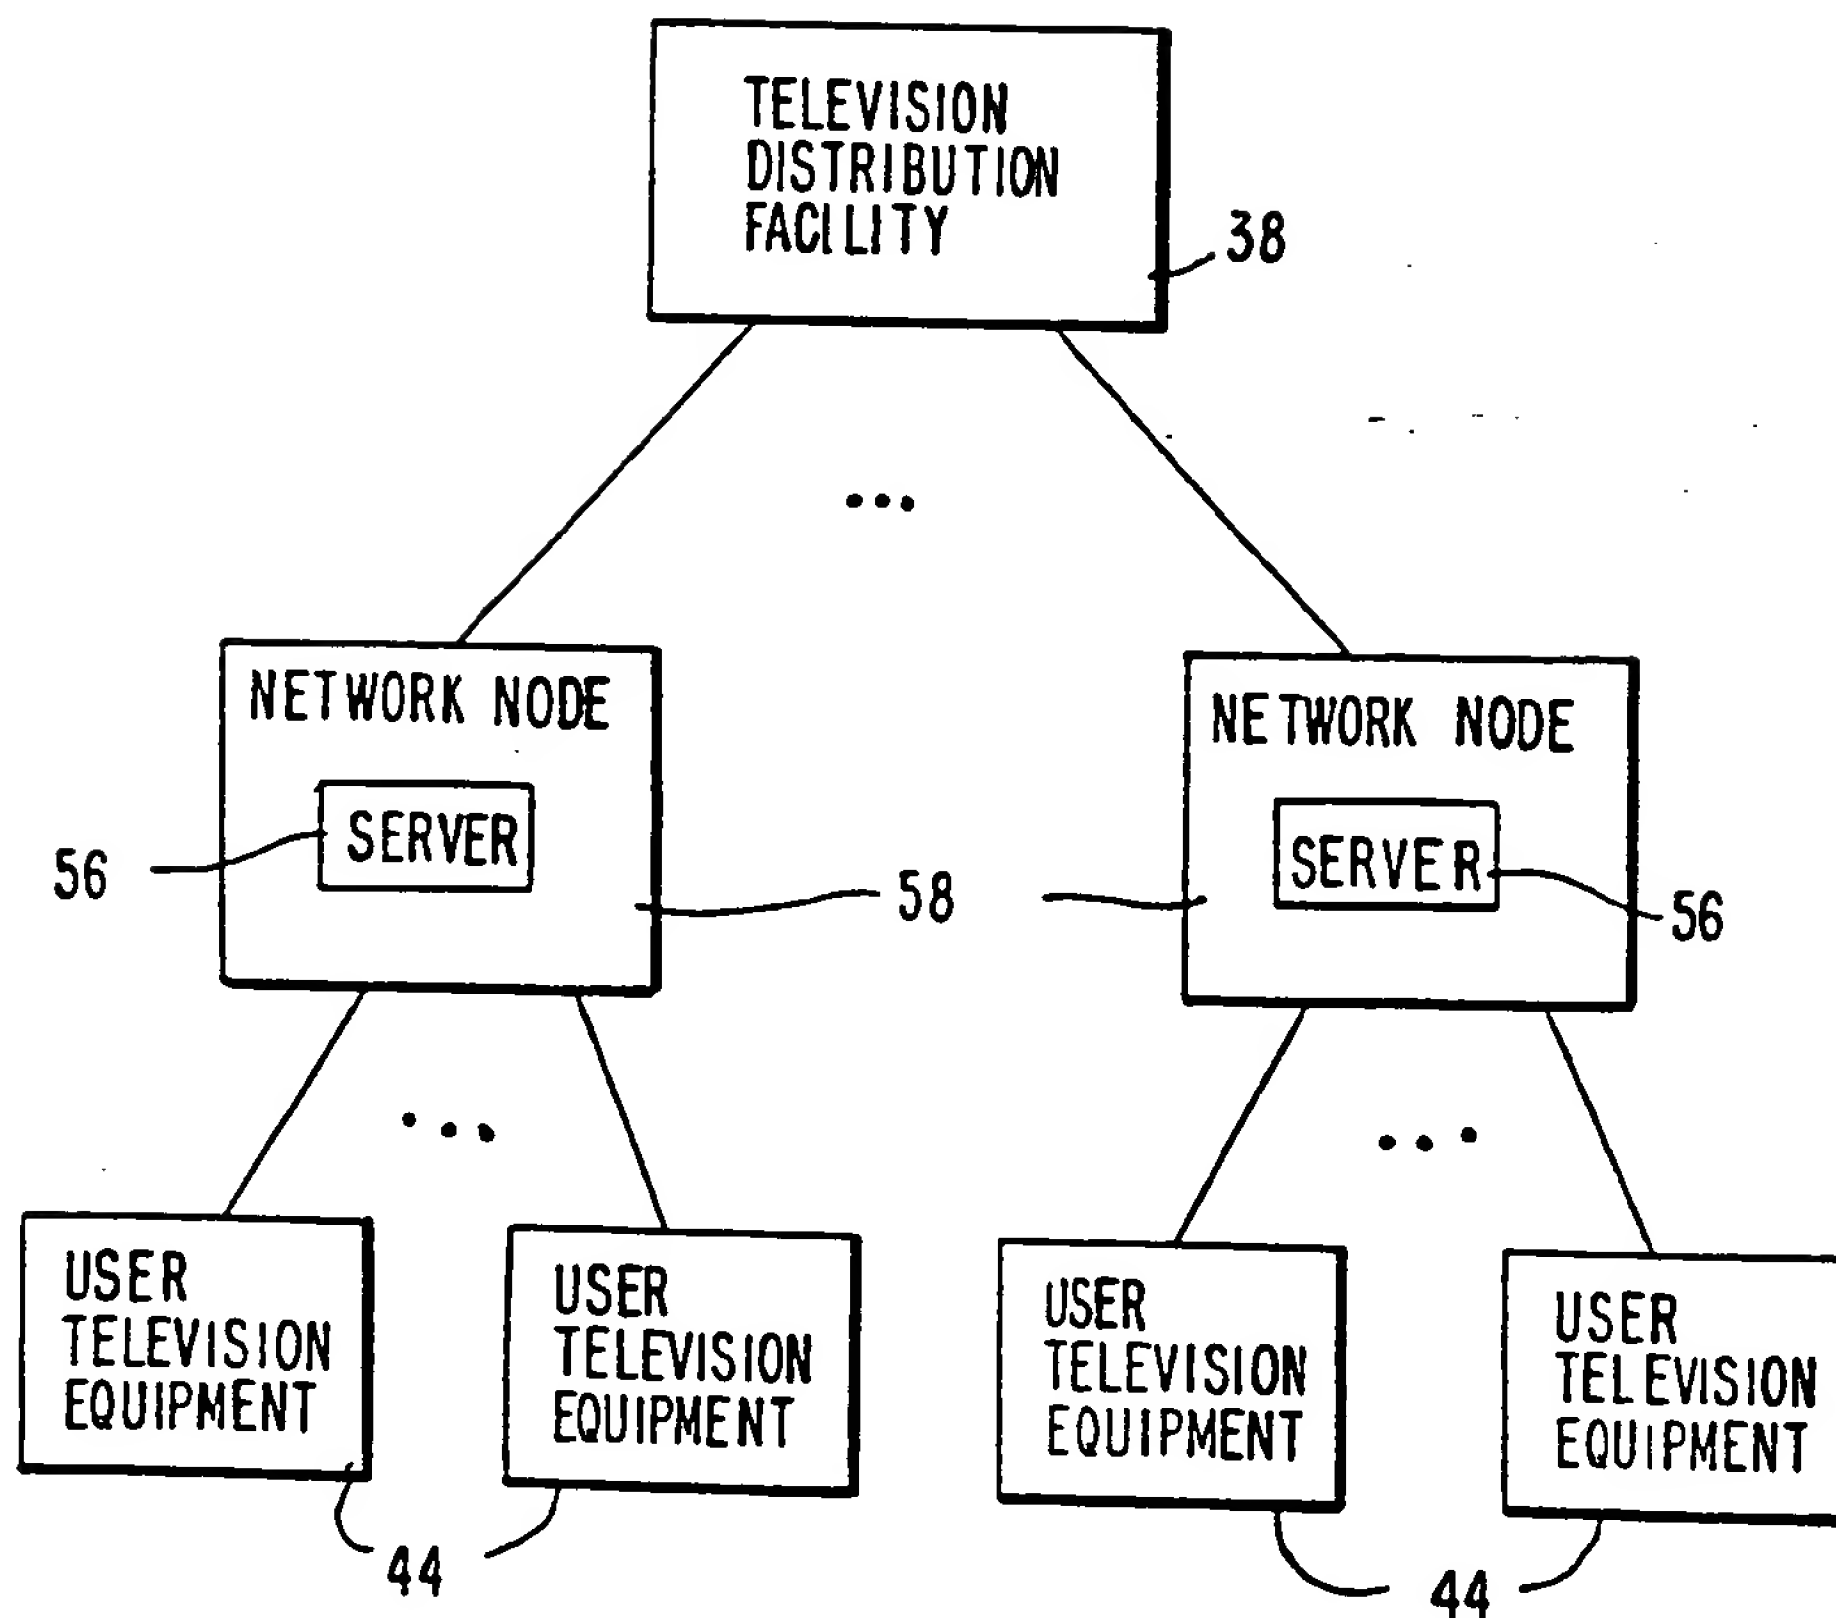 TELEVISION
DISTRIBUTION
FACILITY
38
...
NETWORK NODE
SERVER
56
58
NETWORK NODE
SERVER
56
...
...
USER
TELEVISION
EQUIPMENT
USER
TELEVISION
EQUIPMENT
44
USER
TELEVISION
EQUIPMENT
USER
TELEVISION
EQUIPMENT
44